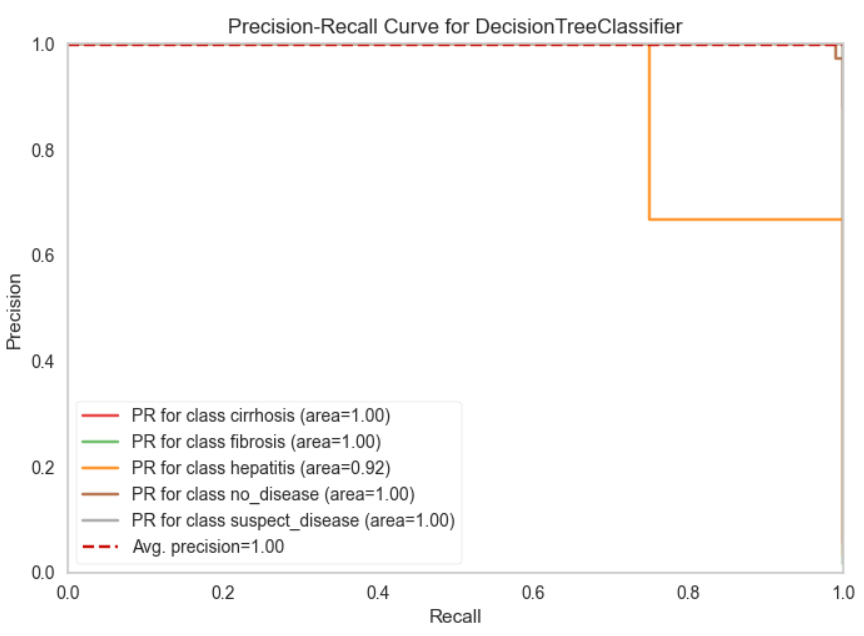 Precision-Recall Curve for DecisionTreeClassifier
1.0
0.8
0.6
0.4
0.2
0.0
Precision
PR for class cirrhosis (area=1.00)
PR for class fibrosis (area=1.00)
PR for class hepatitis (area=0.92)
PR for class no_disease (area=1.00)
PR for class suspect_disease (area=1.00)
Avg. precision=1.00
0.0 0.2 0.4 0.6 0.8 1.0
Recall